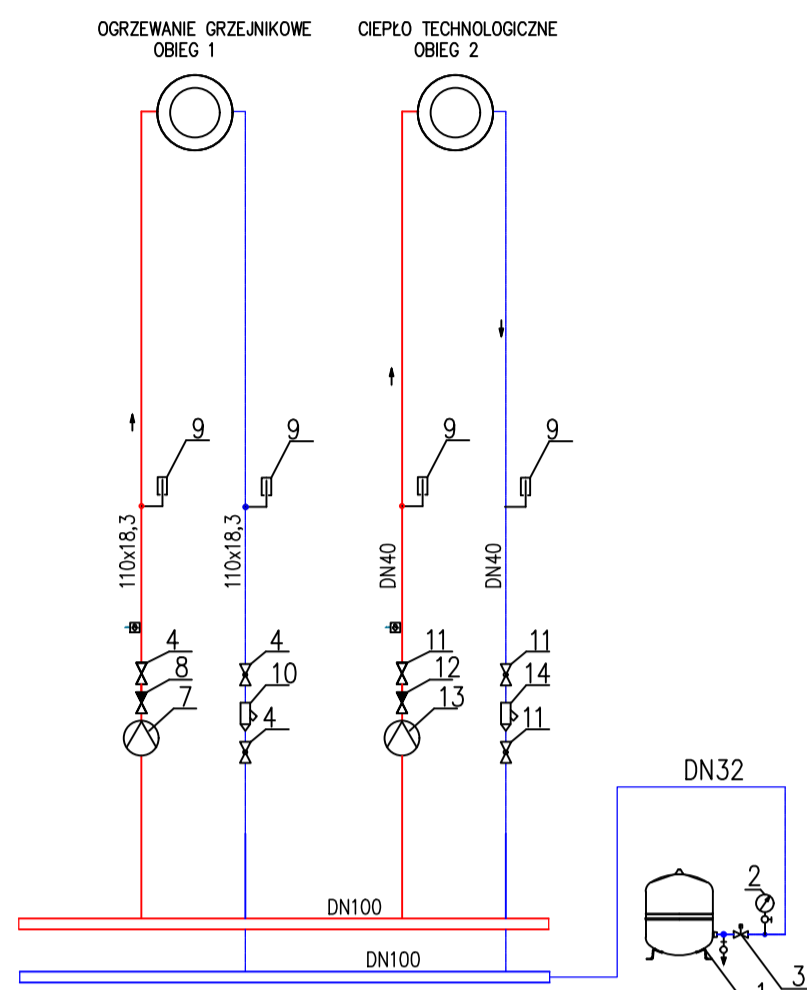 OGRZEWANIE GRZEJNIKOWE
OBIEG 1
CIEPŁO TECHNOLOGICZNE
OBIEG 2
9
9
9
9
110x18,3
110x18,3
DN40
DN40
4
8
7
4
10
4
11
12
13
11
14
11
DN32
2
DN100
DN100
1
3